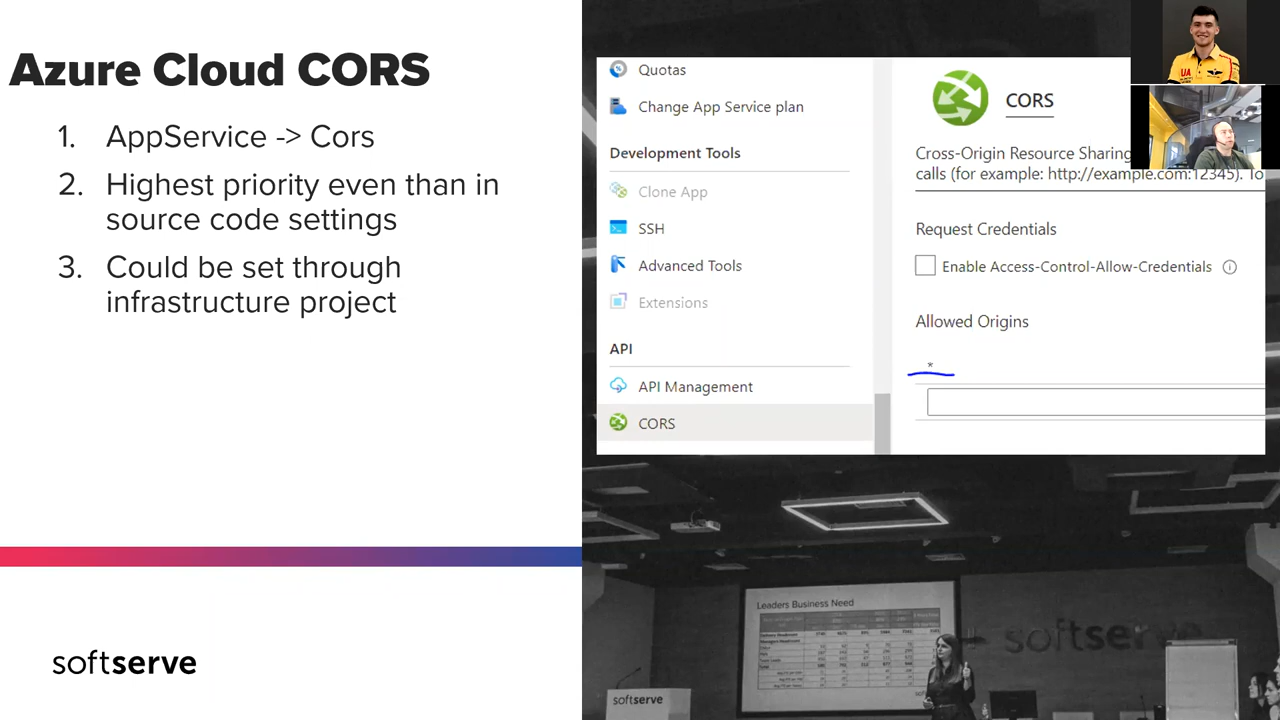 Azure Cloud CORS
1. AppService -> Cors
2. Highest priority even than in
source code settings
3. Could be set through
infrastructure project
softserve
Quotas
Change App Service plan
Development Tools
Clone App
SSH
Advanced Tools
Extensions
API
API Management
CORS
CORS
Cross-Origin Resource Sharing
calls (for example: http://example.com:12345). To
Request Credentials
Enable Access-Control-Allow-Credentials
Allowed Origins
*
UA
Leaders Business Need
softserve
softserve